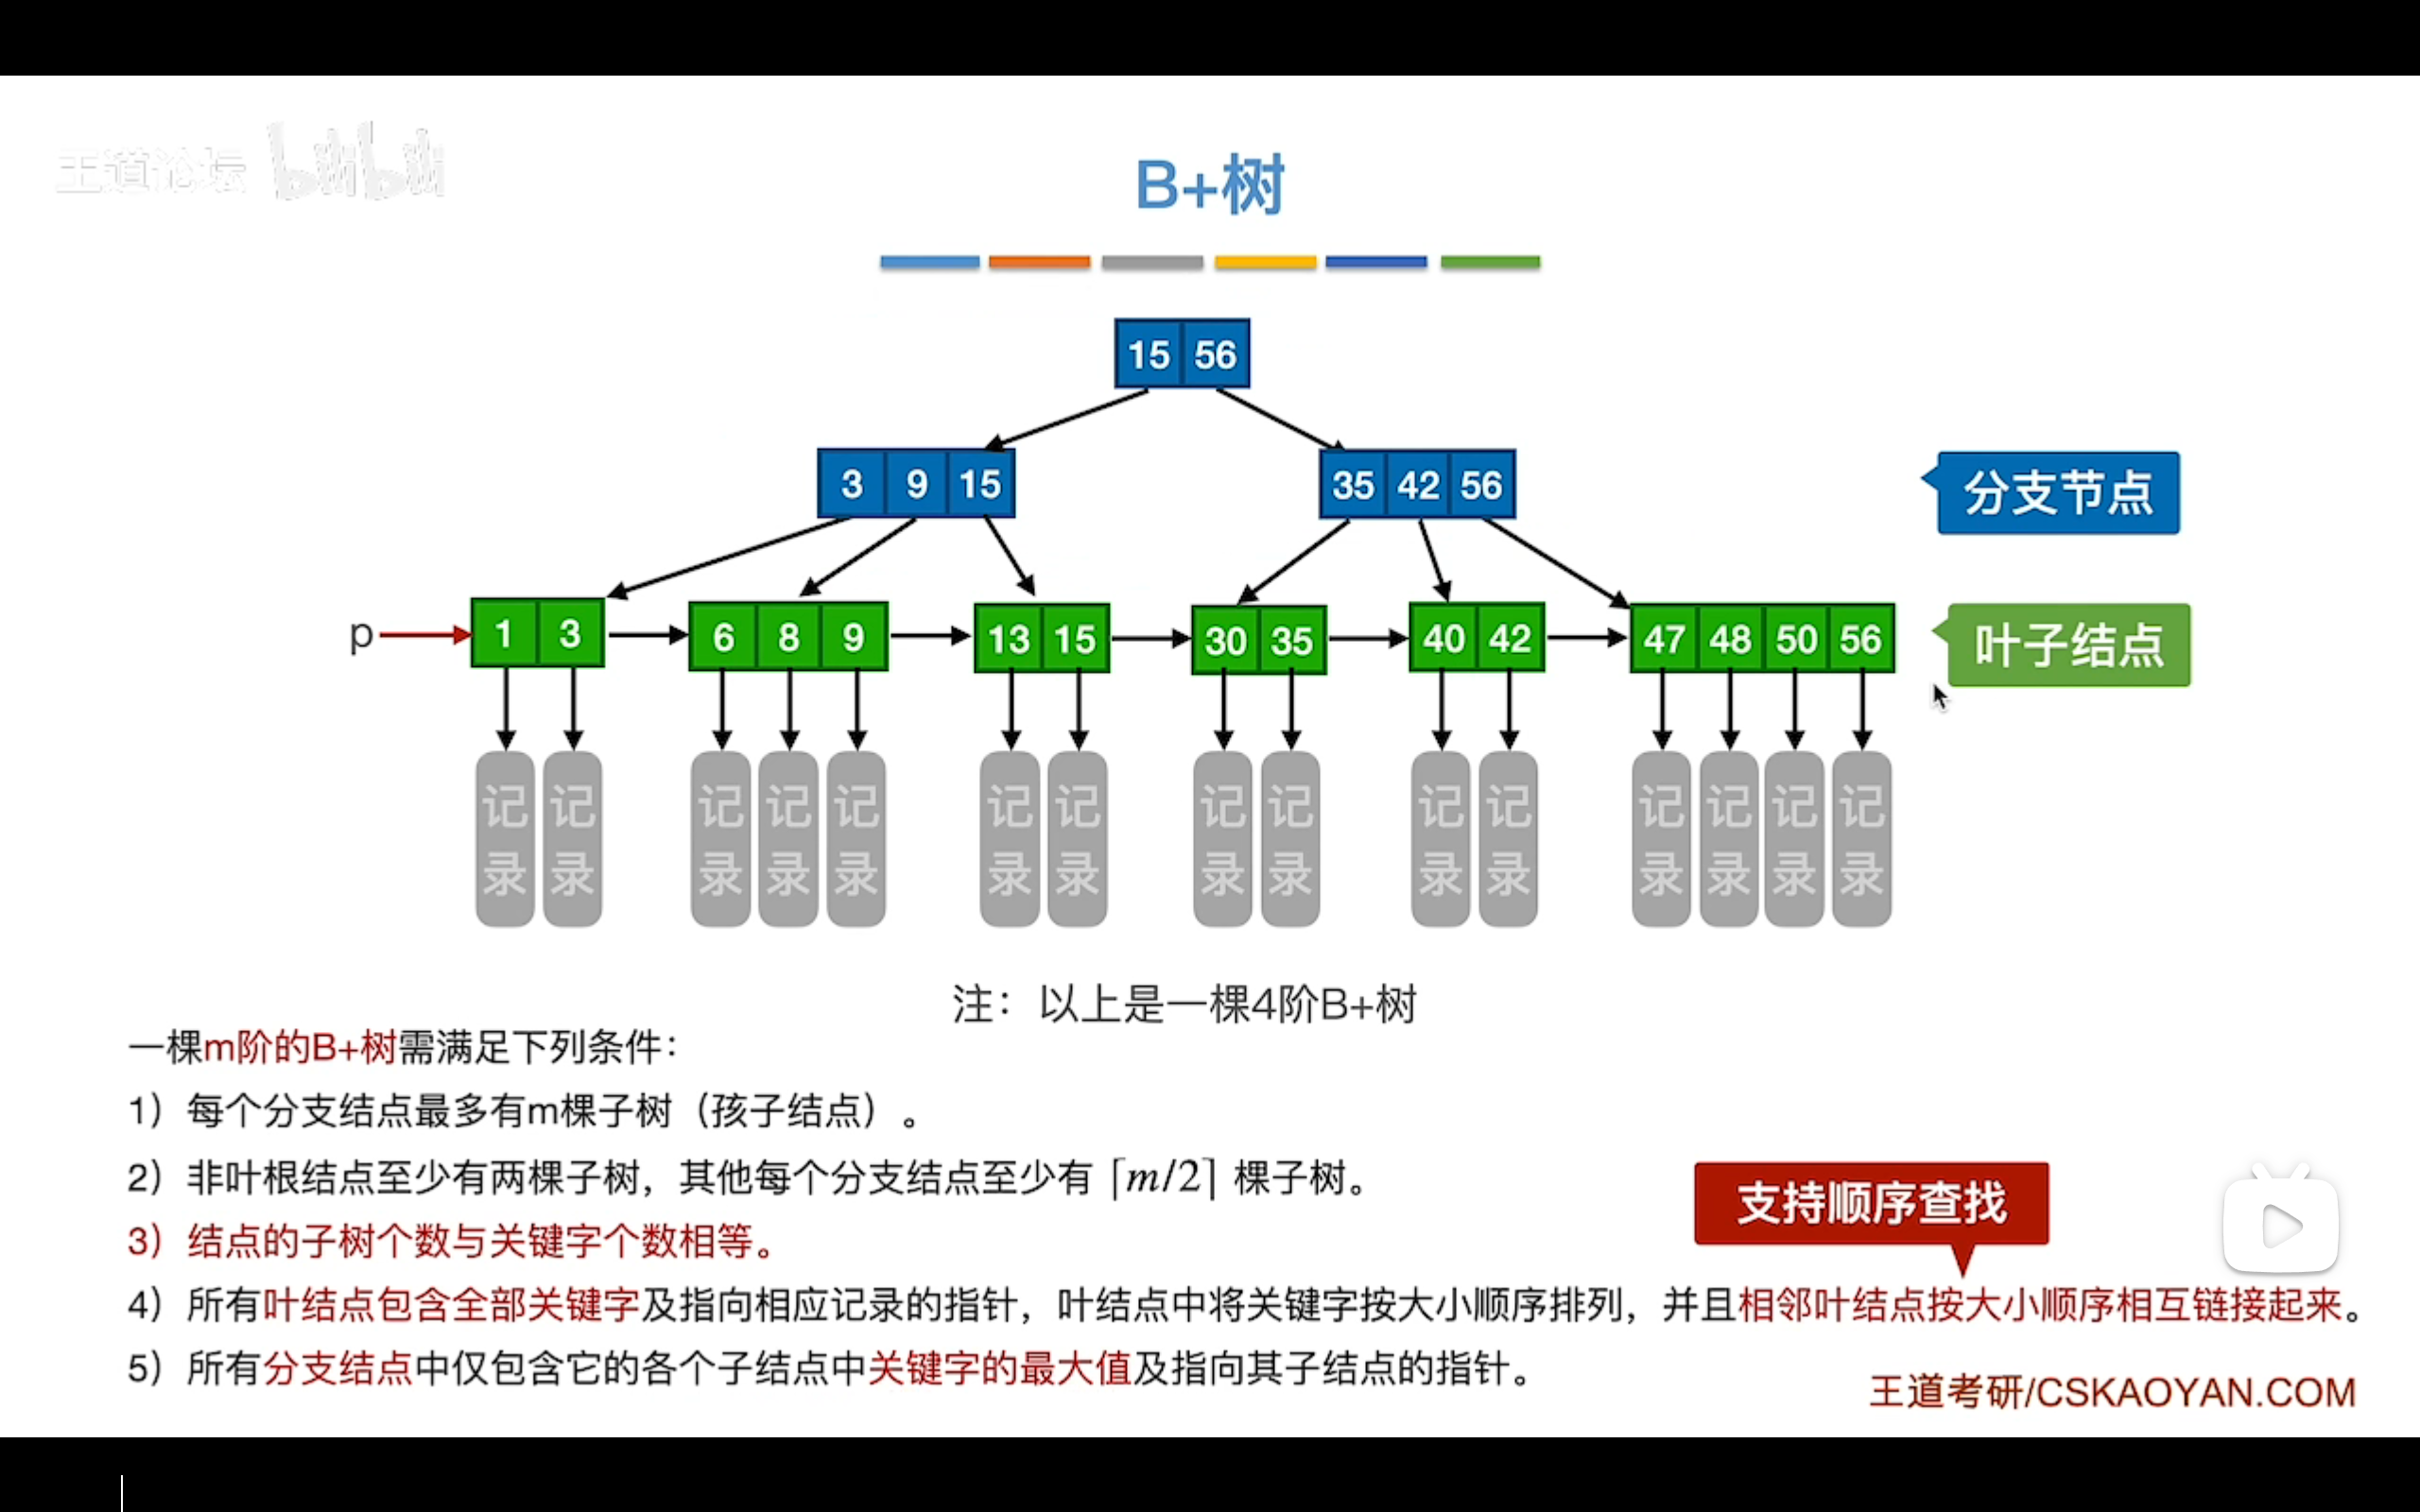 王道论坛 bilibili
B+树
15 56
3 9 15
35 42 56
分支节点
p
1 3
6 8 9
13 15
30 35
40 42
47 48 50 56
叶子结点
记录 记录 记录 记录 记录 记录 记录 记录 记录 记录 记录 记录 记录 记录 记录
注：以上是一棵4阶B+树
一棵m阶的B+树需满足下列条件：
1）每个分支结点最多有m棵子树（孩子结点）。
2）非叶根结点至少有两棵子树，其他每个分支结点至少有 ⌈m/2⌉ 棵子树。
3）结点的子树个数与关键字个数相等。
支持顺序查找
4）所有叶结点包含全部关键字及指向相应记录的指针，叶结点中将关键字按大小顺序排列，并且相邻叶结点按大小顺序相互链接起来。
5）所有分支结点中仅包含它的各个子结点中关键字的最大值及指向其子结点的指针。
王道考研/CSKAOYAN.COM